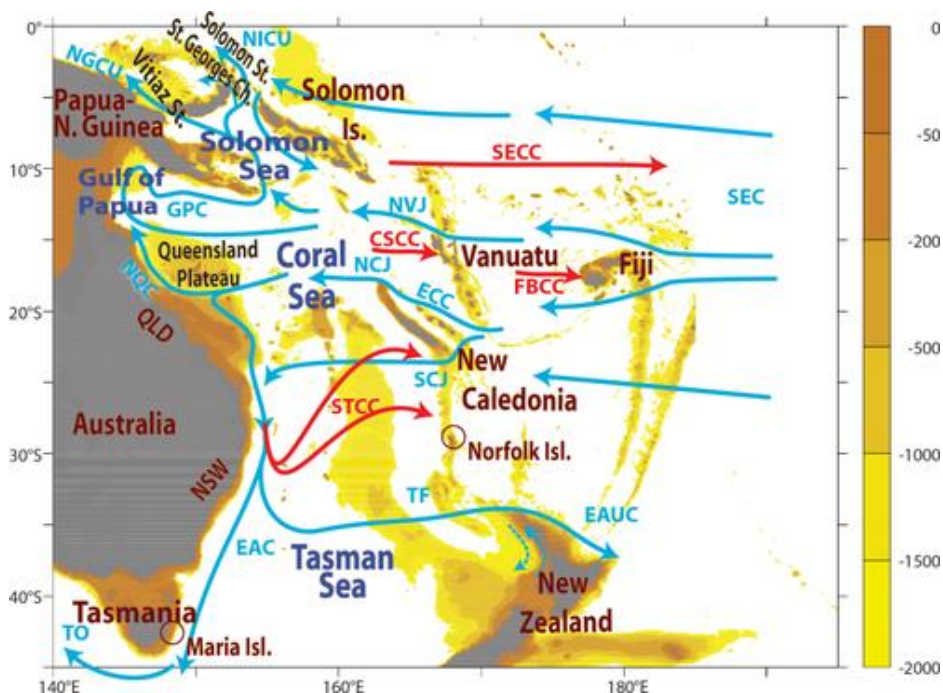 0°
10°S
20°S
30°S
40°S
140°E
160°E
180°E
Solomon St.
St. Georges Ch.
NICU
NGCU
Vitiaz St.
Solomon
Is.
Papua-
N. Guinea
Solomon
Sea
SECC
Gulf of
Papua
GPC
NVJ
SEC
Queensland
Plateau
Coral
Sea
CSCC
NCJ
Vanuatu
Fiji
FBCC
NQC
ECC
QLD
New
Caledonia
SCJ
STCC
Australia
Norfolk Isl.
NSW
TF
EAUC
EAC
Tasman
Sea
New
Zealand
Tasmania
TO
Maria Isl.
0
-50
-200
-500
-1000
-1500
-2000